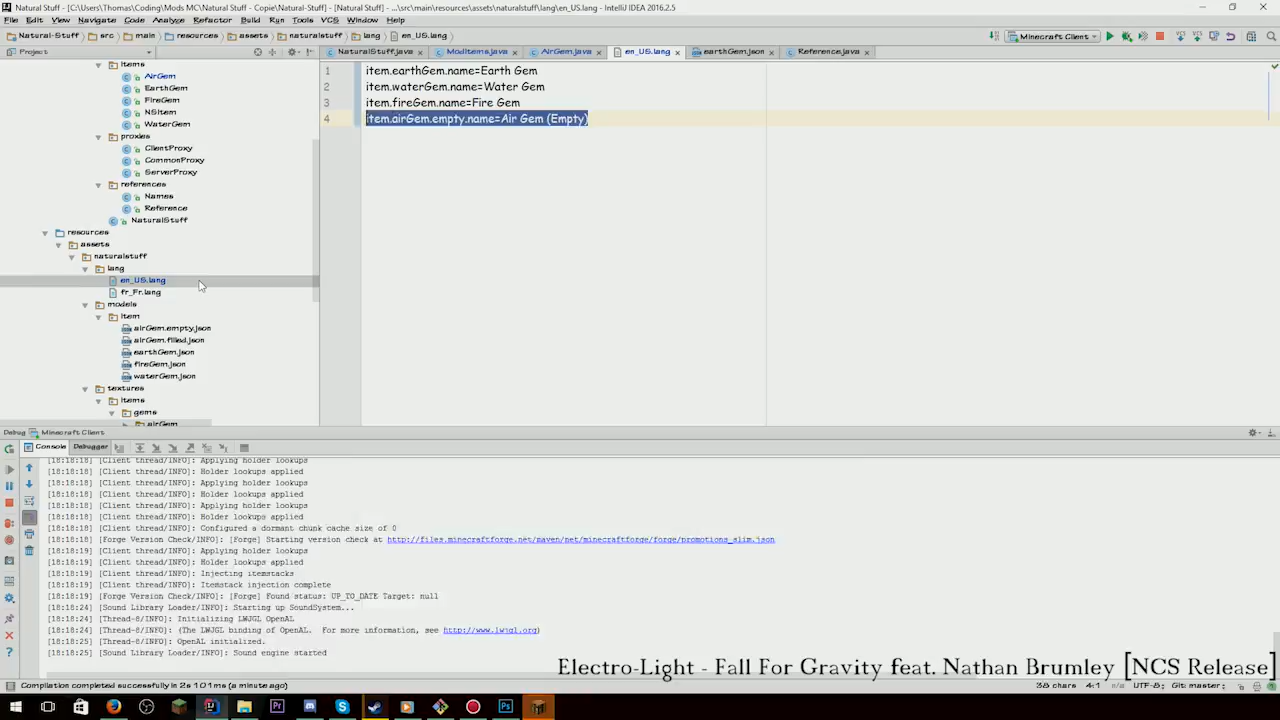 Natural Stuff - [C:\Users\Thomas\Coding\Mods MC\Natural Stuff - Copie\Natural-Stuff] - [Natural Stuff] - ...\src\main\resources\assets\naturalstuff\lang\en_US.lang - IntelliJ IDEA 2016.2.5
File Edit View Navigate Code Analyze Refactor Build Run Tools VCS Window Help
Natural-Stuff src main resources assets naturalstuff lang en_US.lang Minecraft Client
Project NaturalStuff.java ModItems.java AirGem.java en_US.lang earthGem.json Reference.java
items
AirGem
EarthGem
FireGem
NSItem
WaterGem
proxies
ClientProxy
CommonProxy
ServerProxy
references
Names
Reference
NaturalStuff
resources
assets
naturalstuff
lang
en_US.lang
fr_Fr.lang
models
item
airGem.empty.json
airGem.filled.json
earthGem.json
fireGem.json
waterGem.json
textures
items
gems
airGem
1 item.earthGem.name=Earth Gem
2 item.waterGem.name=Water Gem
3 item.fireGem.name=Fire Gem
4 item.airGem.empty.name=Air Gem (Empty)
Debug Minecraft Client
Console Debugger
[18:18:18] [Client thread/INFO]: Applying holder lookups
[18:18:18] [Client thread/INFO]: Holder lookups applied
[18:18:18] [Client thread/INFO]: Applying holder lookups
[18:18:18] [Client thread/INFO]: Holder lookups applied
[18:18:18] [Client thread/INFO]: Applying holder lookups
[18:18:18] [Client thread/INFO]: Holder lookups applied
[18:18:18] [Client thread/INFO]: Configured a dormant chunk cache size of 0
[18:18:18] [Forge Version Check/INFO]: [Forge] Starting version check at http://files.minecraftforge.net/maven/net/minecraftforge/forge/promotions_slim.json
[18:18:19] [Client thread/INFO]: Applying holder lookups
[18:18:19] [Client thread/INFO]: Holder lookups applied
[18:18:19] [Client thread/INFO]: Injecting itemstacks
[18:18:19] [Client thread/INFO]: Itemstack injection complete
[18:18:19] [Forge Version Check/INFO]: [Forge] Found status: UP_TO_DATE Target: null
[18:18:24] [Sound Library Loader/INFO]: Starting up SoundSystem...
[18:18:24] [Thread-8/INFO]: Initializing LWJGL OpenAL
[18:18:24] [Thread-8/INFO]: (The LWJGL binding of OpenAL. For more information, see http://www.lwjgl.org)
[18:18:25] [Thread-8/INFO]: OpenAL initialized.
[18:18:25] [Sound Library Loader/INFO]: Sound engine started
Electro-Light - Fall For Gravity feat. Nathan Brumley [NCS Release]
Compilation completed successfully in 2s 101ms (a minute ago) 38 chars 4:1 n/a UTF-8 Git: master